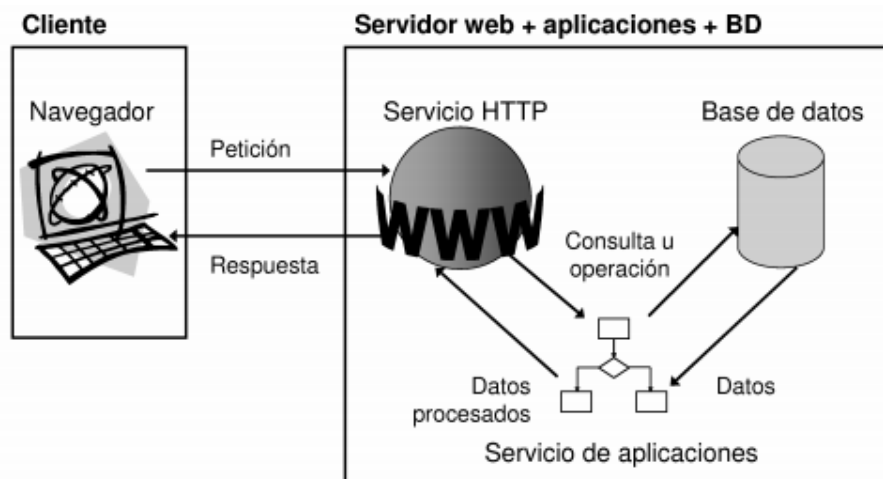 Cliente
Servidor web + aplicaciones + BD
Navegador
Servicio HTTP
Base de datos
Petición
WWW
Respuesta
Consulta u
operación
Datos
procesados
Datos
Servicio de aplicaciones